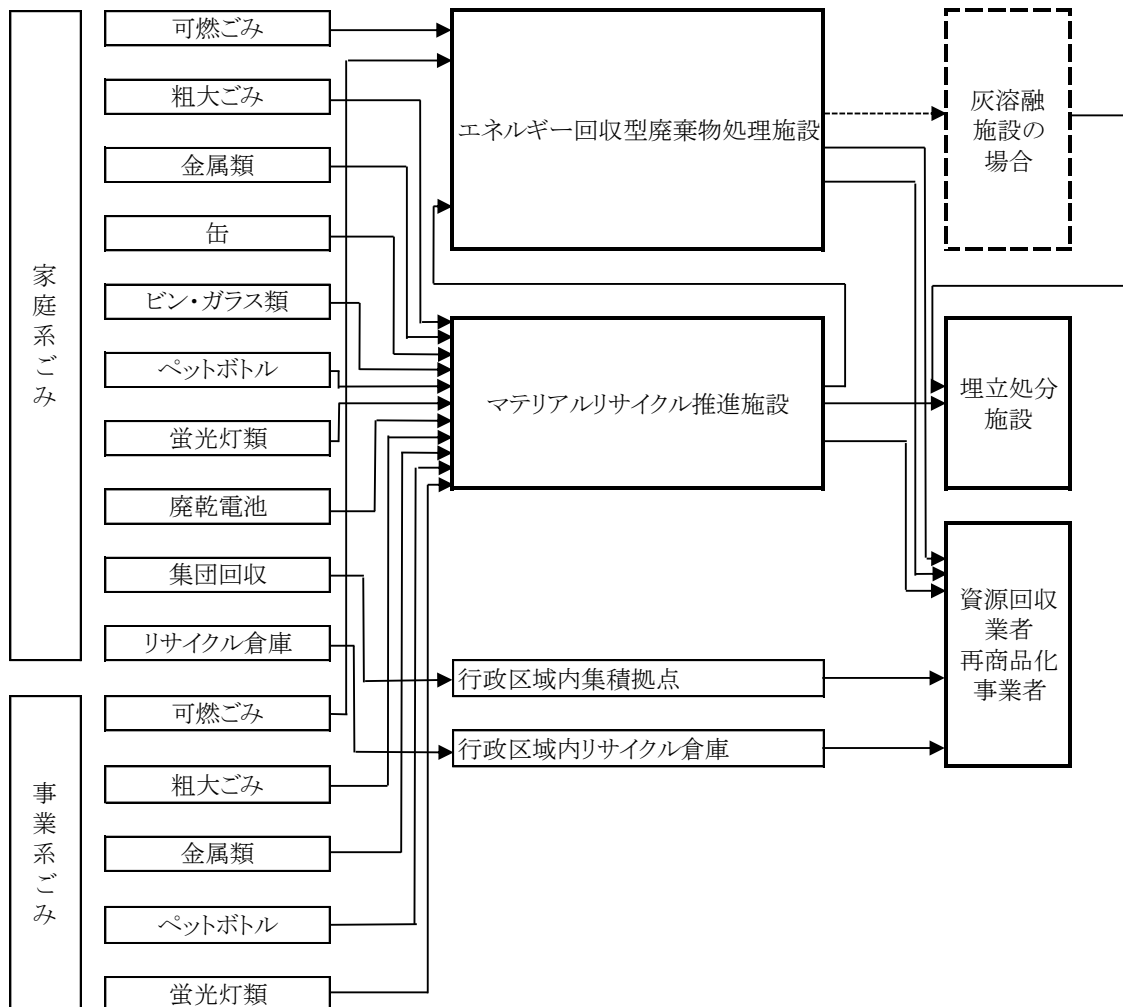 家庭系ごみ
可燃ごみ
粗大ごみ
金属類
缶
ビン・ガラス類
ペットボトル
蛍光灯類
廃乾電池
集団回収
リサイクル倉庫
事業系ごみ
可燃ごみ
粗大ごみ
金属類
ペットボトル
蛍光灯類
エネルギー回収型廃棄物処理施設
マテリアルリサイクル推進施設
行政区域内集積拠点
行政区域内リサイクル倉庫
灰溶融
施設の
場合
埋立処分
施設
資源回収
業者
再商品化
事業者